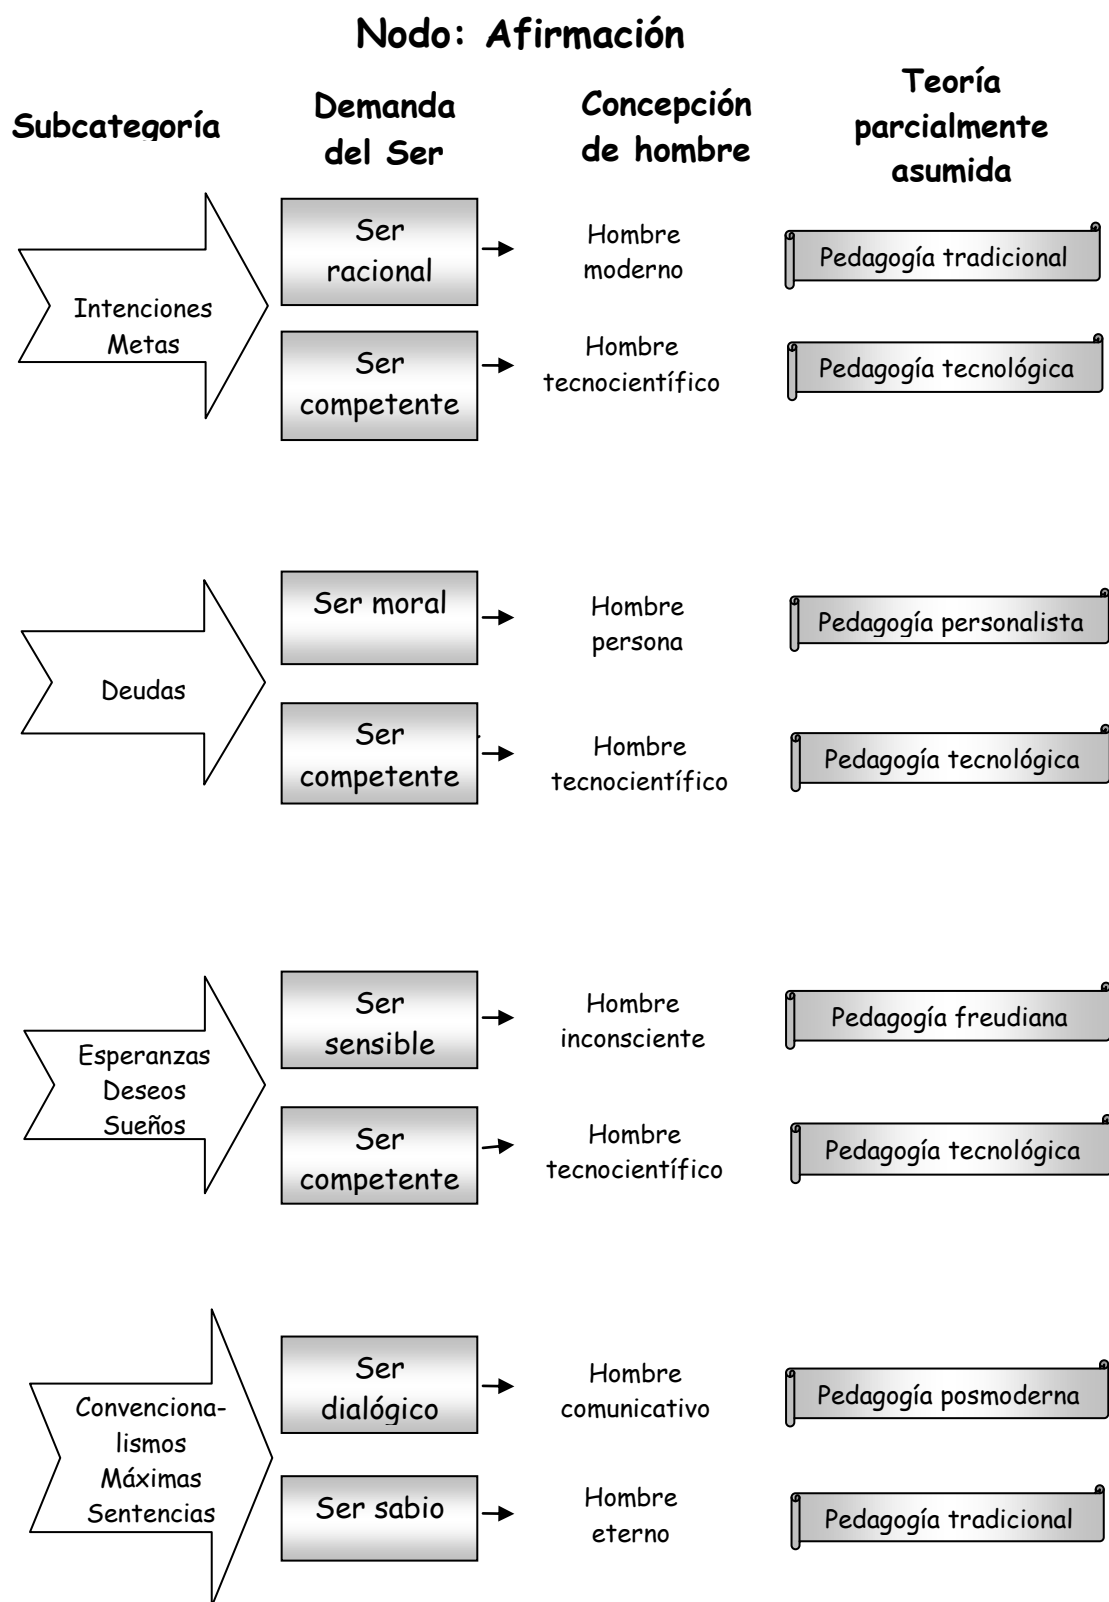 Nodo: Afirmación
Subcategoría
Demanda
del Ser
Concepción
de hombre
Teoría
parcialmente
asumida
Intenciones
Metas
Ser
racional
Hombre
moderno
Pedagogía tradicional
Ser
competente
Hombre
tecnocientífico
Pedagogía tecnológica
Deudas
Ser moral
Hombre
persona
Pedagogía personalista
Ser
competente
Hombre
tecnocientífico
Pedagogía tecnológica
Esperanzas
Deseos
Sueños
Ser
sensible
Hombre
inconsciente
Pedagogía freudiana
Ser
competente
Hombre
tecnocientífico
Pedagogía tecnológica
Convenciona-
lismos
Máximas
Sentencias
Ser
dialógico
Hombre
comunicativo
Pedagogía posmoderna
Ser sabio
Hombre
eterno
Pedagogía tradicional